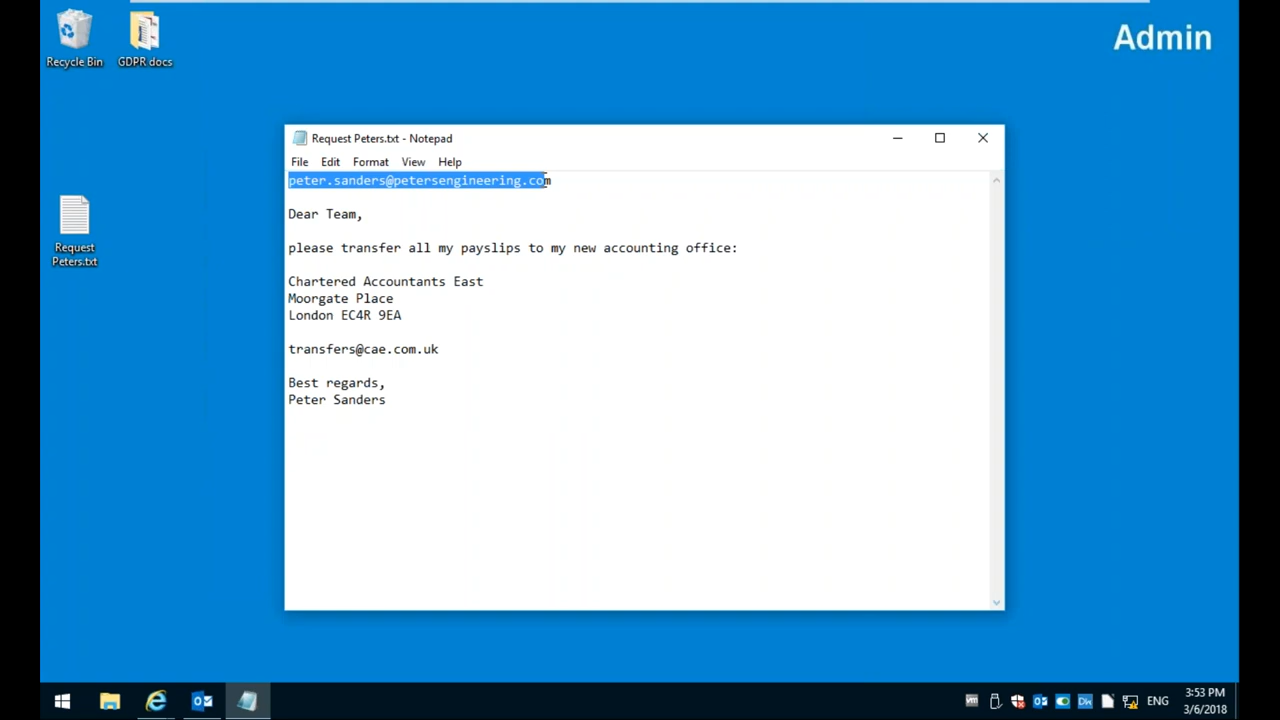 Recycle Bin
GDPR docs
Admin
Request Peters.txt - Notepad
File Edit Format View Help
peter.sanders@petersengineering.com
Dear Team,
please transfer all my payslips to my new accounting office:
Chartered Accountants East
Moorgate Place
London EC4R 9EA
transfers@cae.com.uk
Best regards,
Peter Sanders
Request
Peters.txt
ENG
3:53 PM
3/6/2018